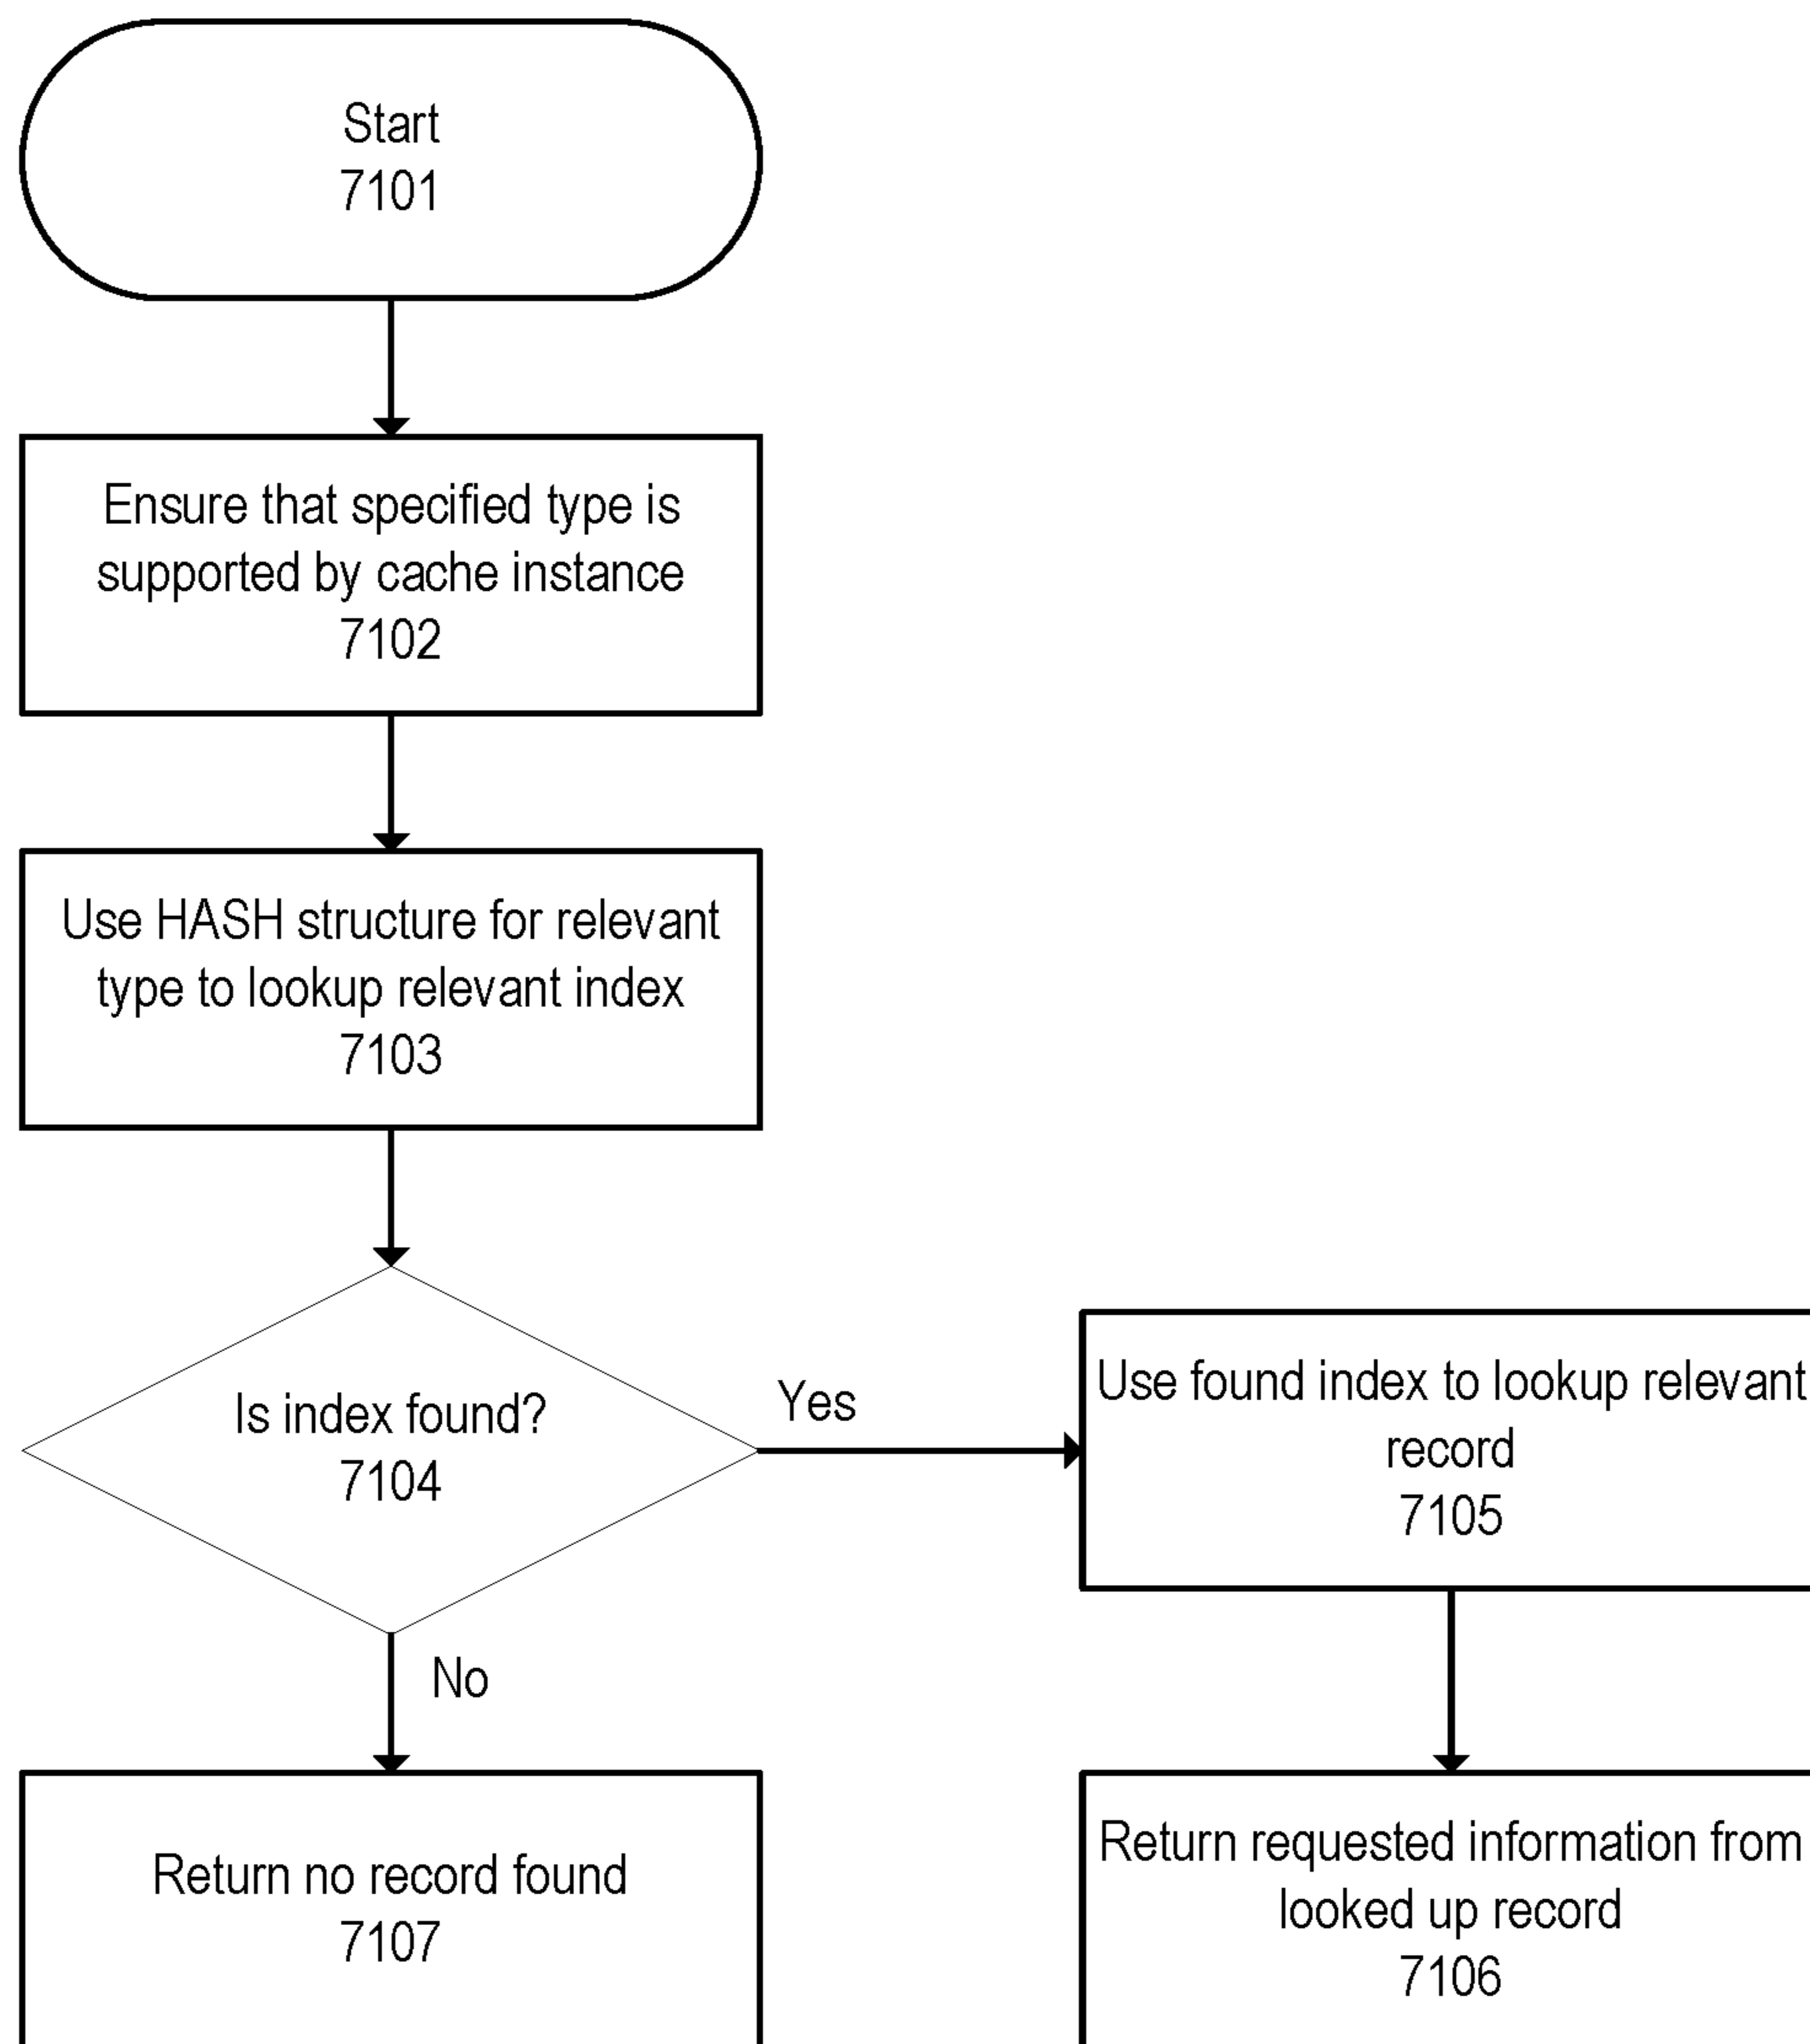 Start
7101
Ensure that specified type is
supported by cache instance
7102
Use HASH structure for relevant
type to lookup relevant index
7103
Is index found?
7104
Yes
Use found index to lookup relevant
record
7105
No
Return no record found
7107
Return requested information from
looked up record
7106